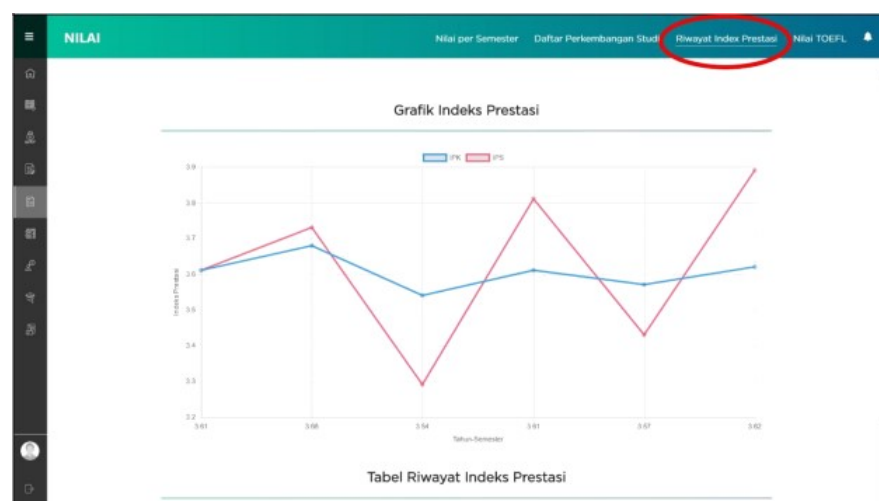 NILAI
Nilai per Semester Daftar Perkembangan Studi Riwayat Index Prestasi Nilai TOEFL
Grafik Indeks Prestasi
IPK IPS
3.9
3.8
3.7
3.6
3.5
3.4
3.3
3.2
Indeks Prestasi
3.61 3.68 3.54 3.61 3.57 3.62
Tahun-Semester
Tabel Riwayat Indeks Prestasi